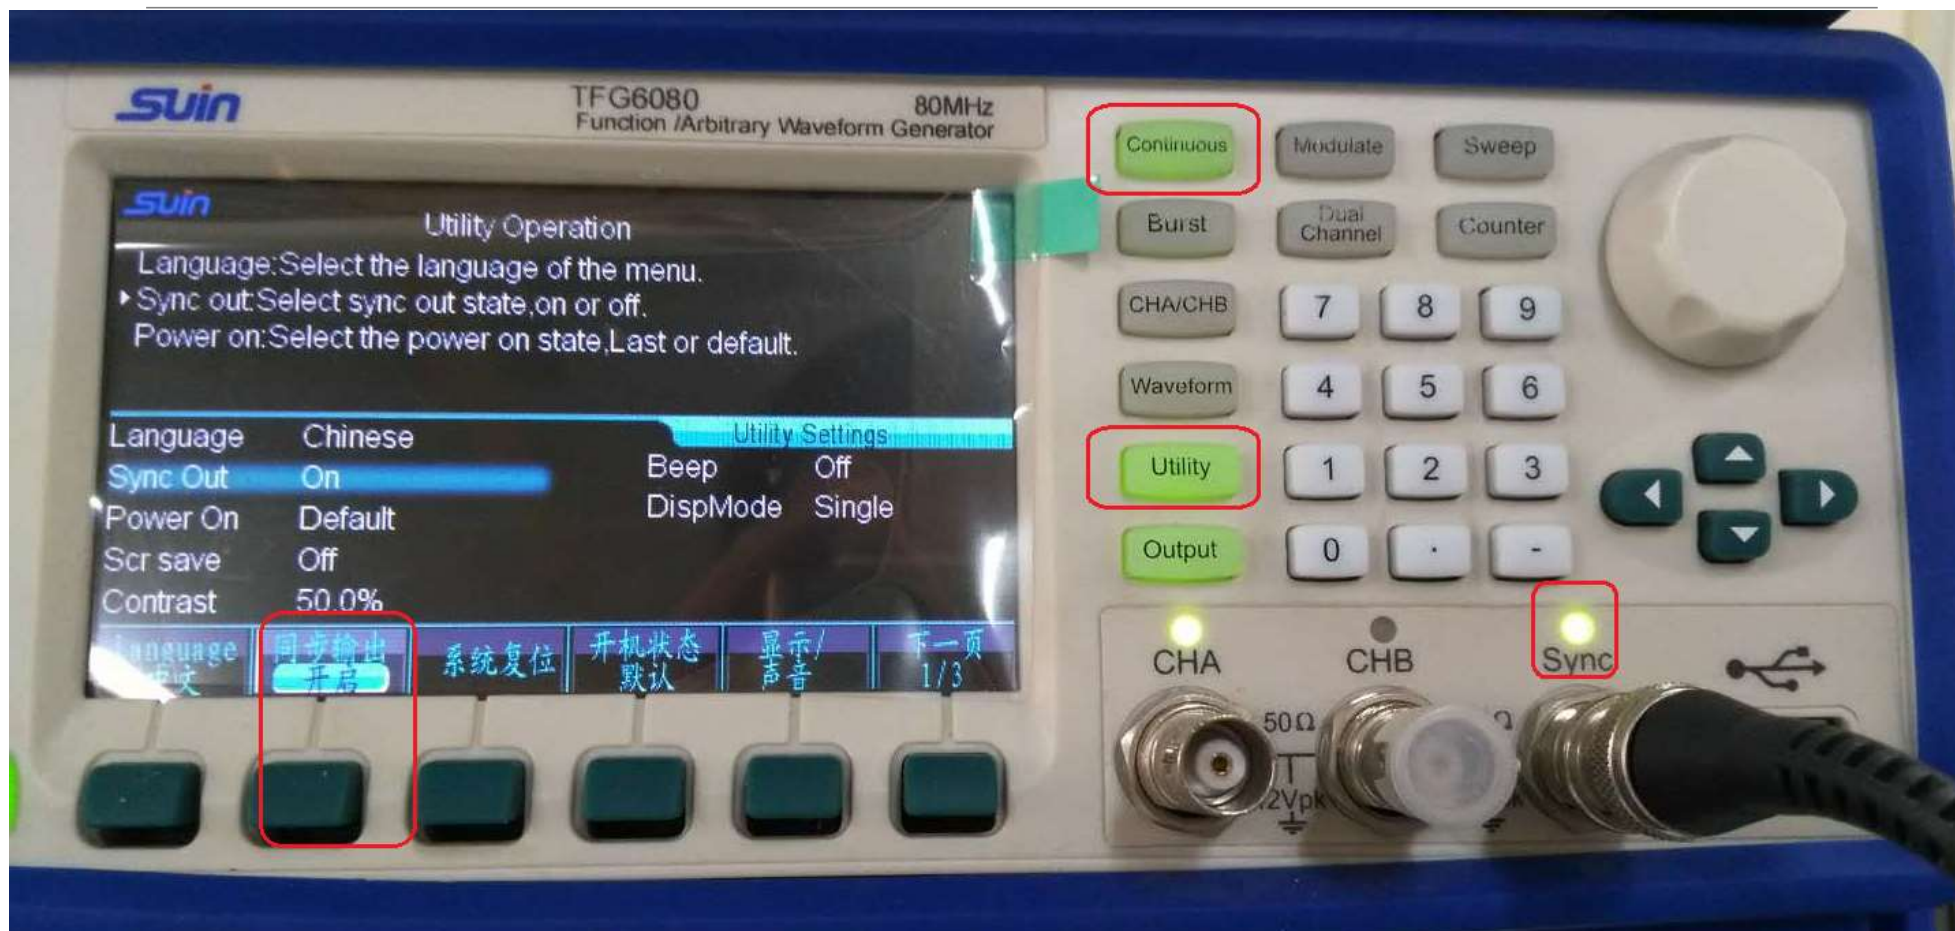 suin
TFG6080 80MHz
Function /Arbitrary Waveform Generator
suin
Utility Operation
Language:Select the language of the menu.
Sync out:Select sync out state,on or off.
Power on:Select the power on state,Last or default.
Utility Settings
Language Chinese
Sync Out On
Power On Default
Scr save Off
Contrast 50.0%
Beep Off
DispMode Single
Language
中文
同步输出
开启
系统复位
开机状态
默认
显示/
声音
下一页
1/3
Continuous Modulate Sweep
Burst Dual Channel Counter
CHA/CHB 7 8 9
Waveform 4 5 6
Utility 1 2 3
Output 0 . -
CHA CHB Sync
50Ω